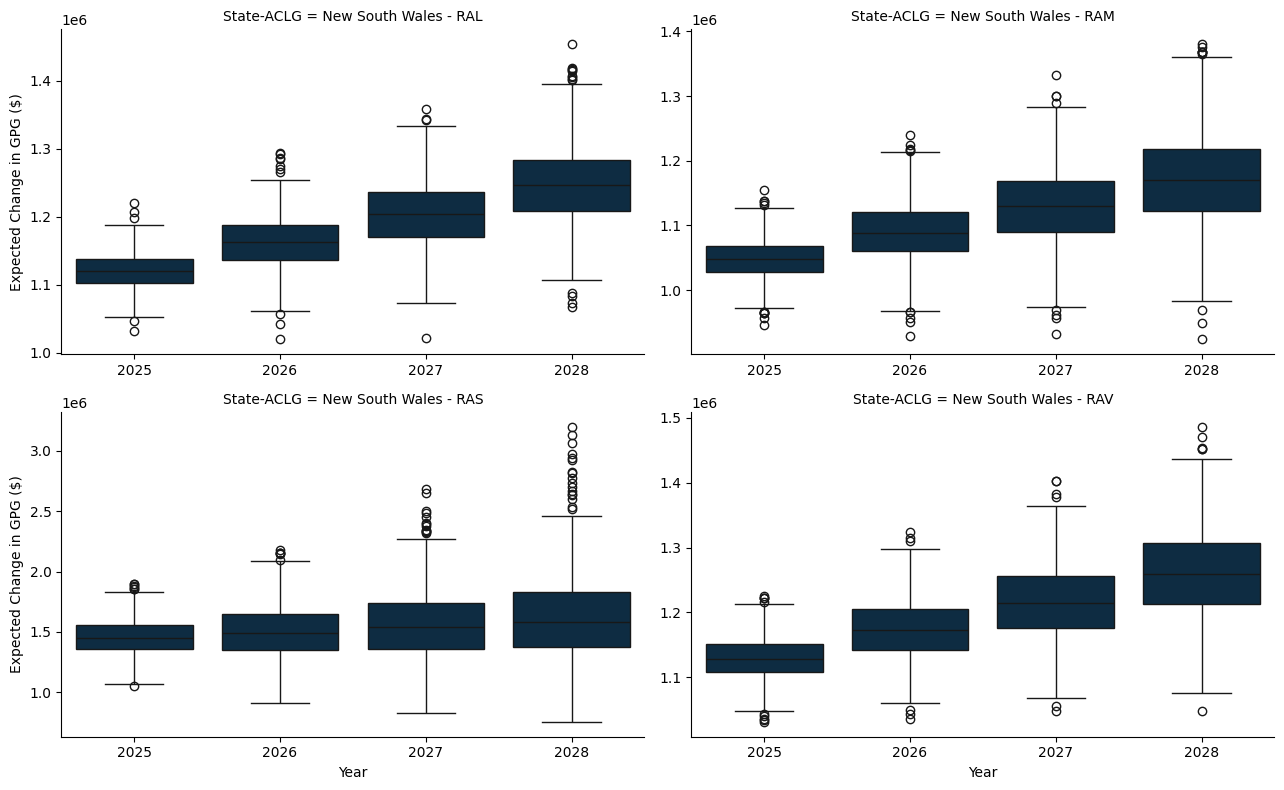 State-ACLG = New South Wales - RAL
1e6
Expected Change in GPG ($)
1.4
1.3
1.2
1.1
1.0
2025 2026 2027 2028
State-ACLG = New South Wales - RAM
1e6
1.4
1.3
1.2
1.1
1.0
2025 2026 2027 2028
State-ACLG = New South Wales - RAS
1e6
Expected Change in GPG ($)
3.0
2.5
2.0
1.5
1.0
2025 2026 2027 2028
Year
State-ACLG = New South Wales - RAV
1e6
1.5
1.4
1.3
1.2
1.1
2025 2026 2027 2028
Year